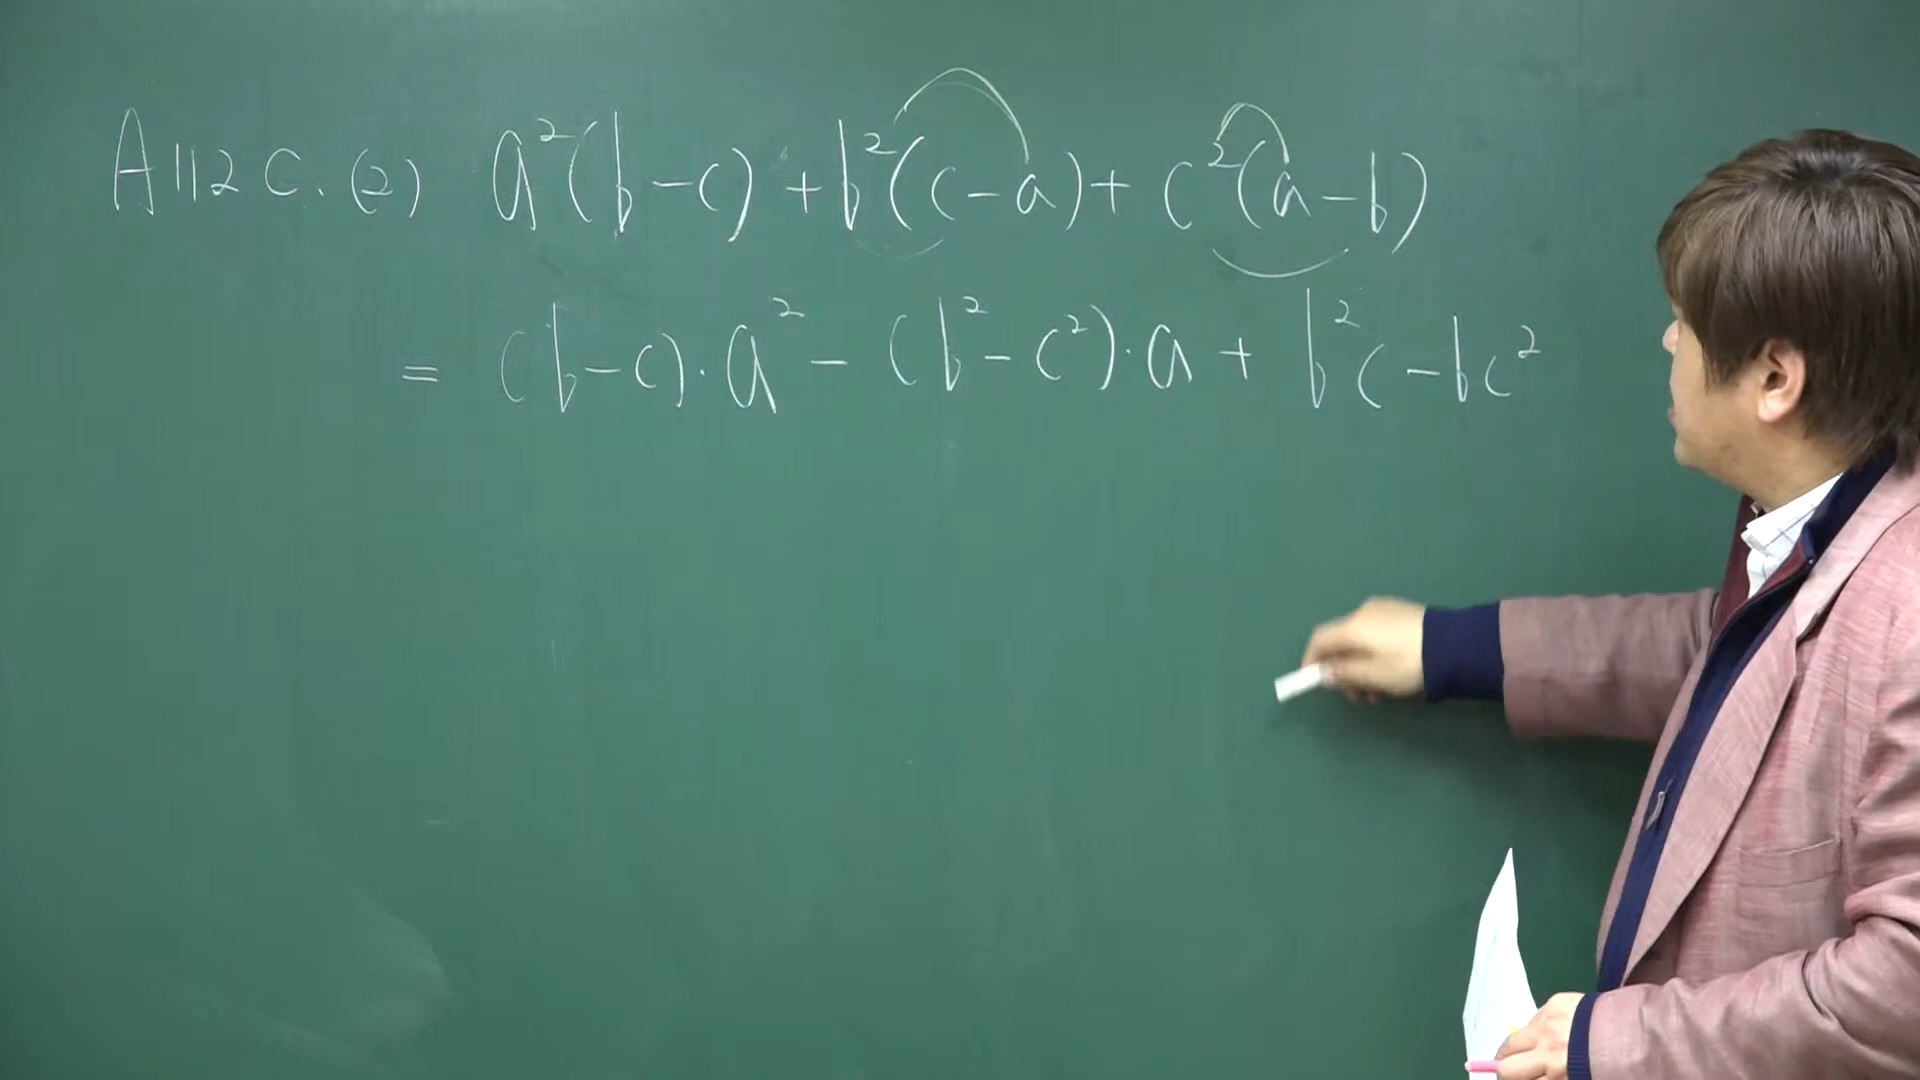 A112 C. (2) a²(b-c) + b²(c-a) + c²(a-b)
= (b-c)·a² - (b²-c²)·a + b²c - bc²